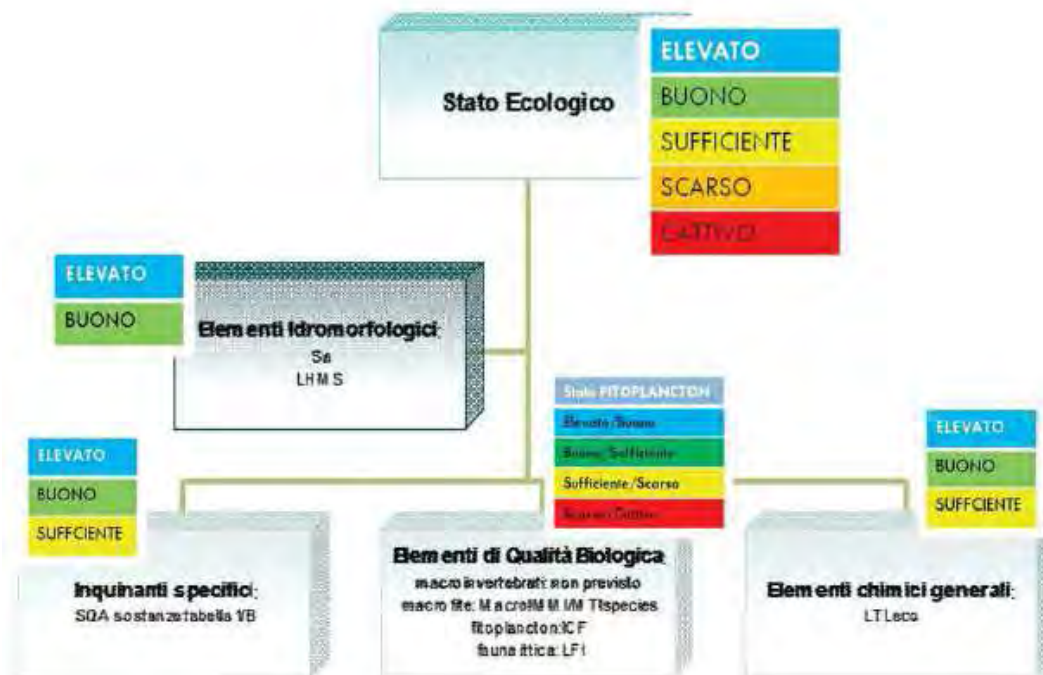 Stato Ecologico
ELEVATO
BUONO
SUFFICIENTE
SCARSO
CATTIVO
ELEVATO
BUONO
Elementi Idromorfologici:
Sa
LHMS
Stato FITOPLANCTON
Elevato/Buono
Buono/Sufficiente
Sufficiente/Scarso
Scarso/Cattivo
ELEVATO
BUONO
SUFFCIENTE
ELEVATO
BUONO
SUFFCIENTE
Inquinanti specifici:
SQA sostanze tabella 1/B
Elementi di Qualità Biologica
macroinvertebrati: non previsto
macrofite: MacroIMMI/MTIspecies
fitoplancton: ICF
fauna ittica: LFI
Elementi chimici generali:
LTLeco